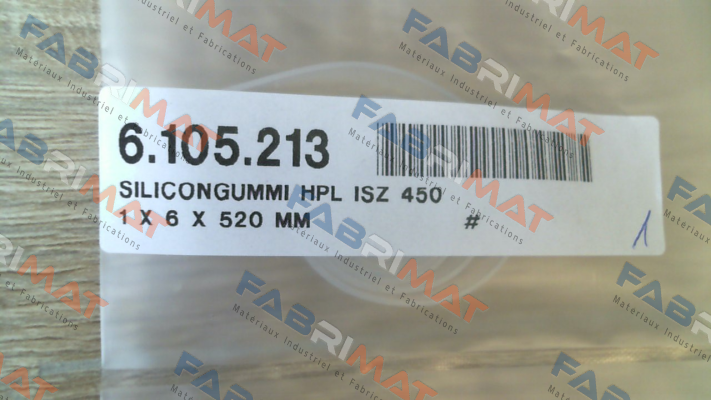 6.105.213
SILICONGUMMI HPL ISZ 450
1 X 6 X 520 MM #
1
FABRIMAT
Materiaux Industriel et Fabrications